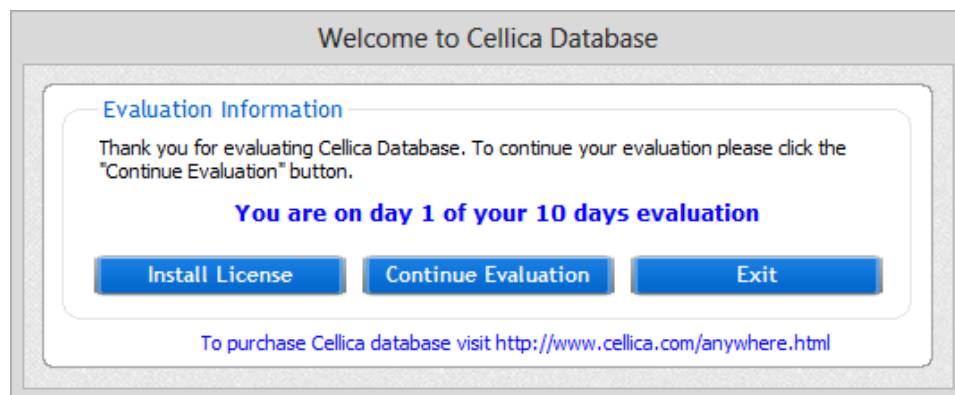 Welcome to Cellica Database
Evaluation Information
Thank you for evaluating Cellica Database. To continue your evaluation please click the
"Continue Evaluation" button.
You are on day 1 of your 10 days evaluation
Install License
Continue Evaluation
Exit
To purchase Cellica database visit http://www.cellica.com/anywhere.html